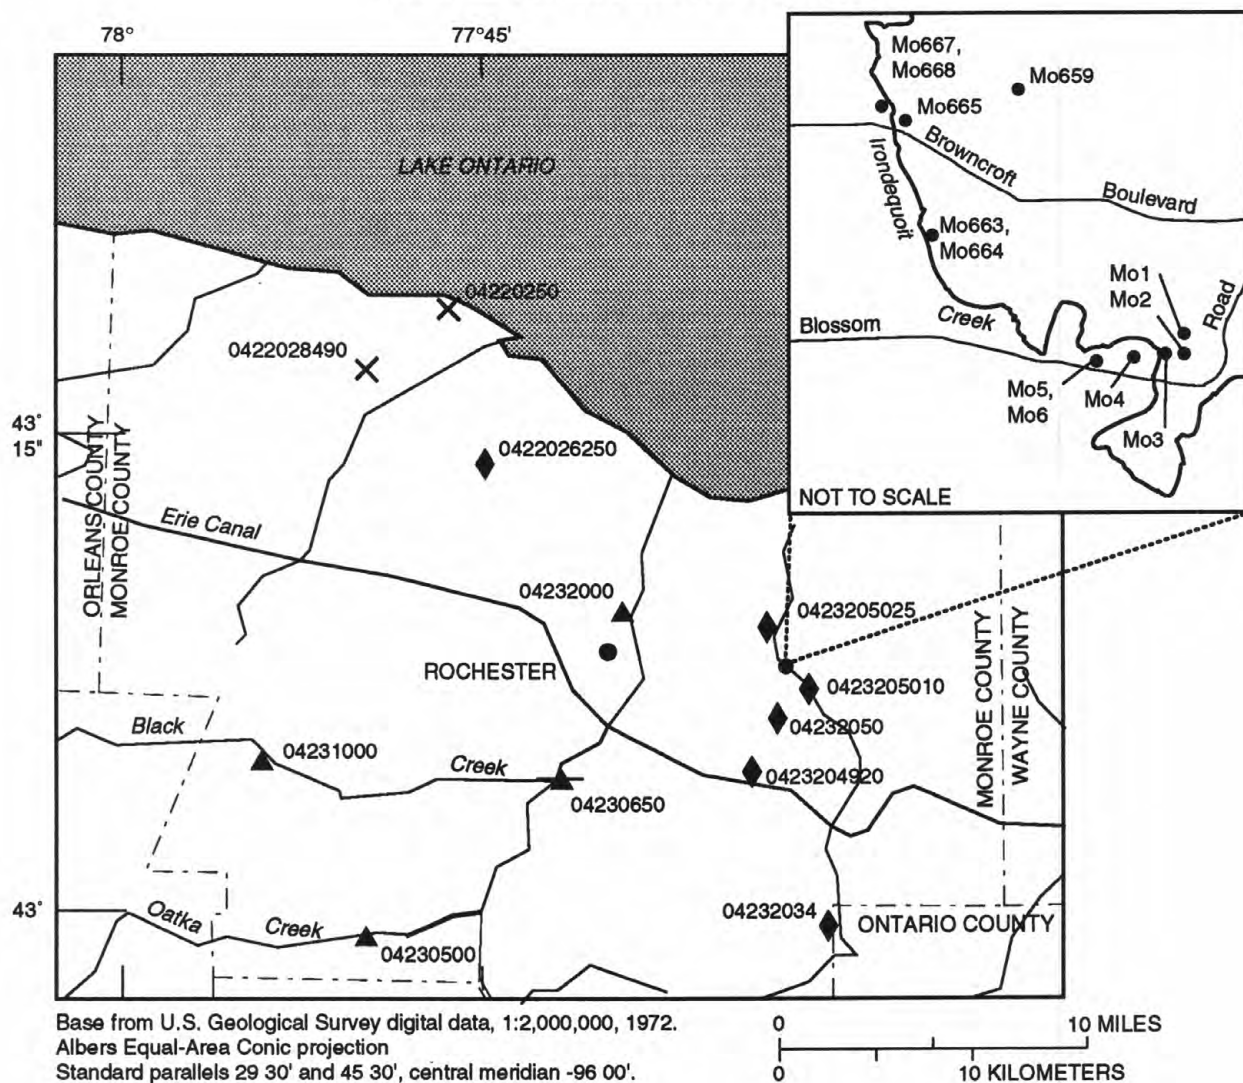 78°
77°45'
Mo667,
Mo668
Mo659
Mo665
Browncroft
Boulevard
Irondequoit
Mo663,
Mo664
Mo1
Mo2
Road
Creek
Blossom
Mo5,
Mo6
Mo4
Mo3
NOT TO SCALE
LAKE ONTARIO
04220250
0422028490
43°
15"
0422026250
ORLEANS COUNTY
MONROE COUNTY
Erie Canal
04232000
0423205025
ROCHESTER
0423205010
04232050
MONROE COUNTY
WAYNE COUNTY
Black
04231000
Creek
04230650
0423204920
43°
Oatka
Creek
04230500
04232034
ONTARIO COUNTY
Base from U.S. Geological Survey digital data, 1:2,000,000, 1972.
Albers Equal-Area Conic projection
Standard parallels 29 30' and 45 30', central meridian -96 00'.
0 10 MILES
0 10 KILOMETERS